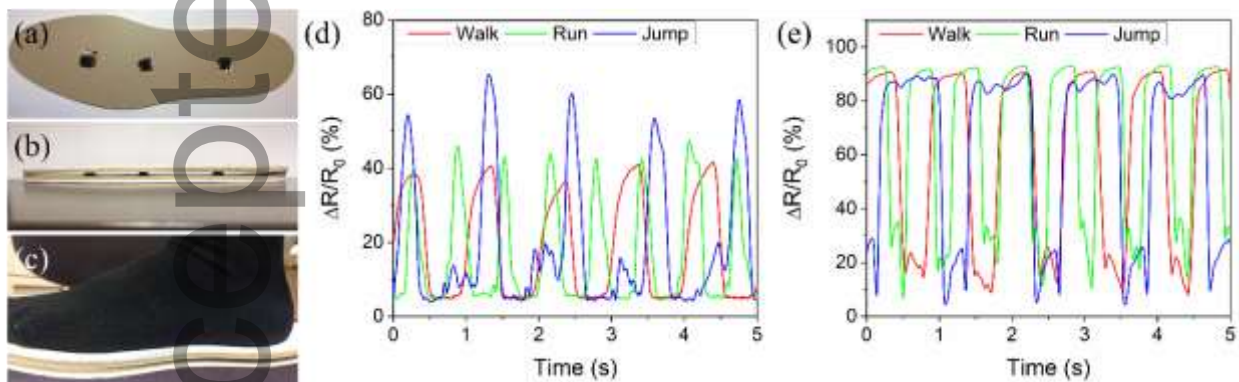 (a)
(b)
(c)
(d)
80
60
40
20
0
ΔR/R₀ (%)
Walk Run Jump
0 1 2 3 4 5
Time (s)
(e)
100
80
60
40
20
0
ΔR/R₀ (%)
Walk Run Jump
0 1 2 3 4 5
Time (s)
cepte